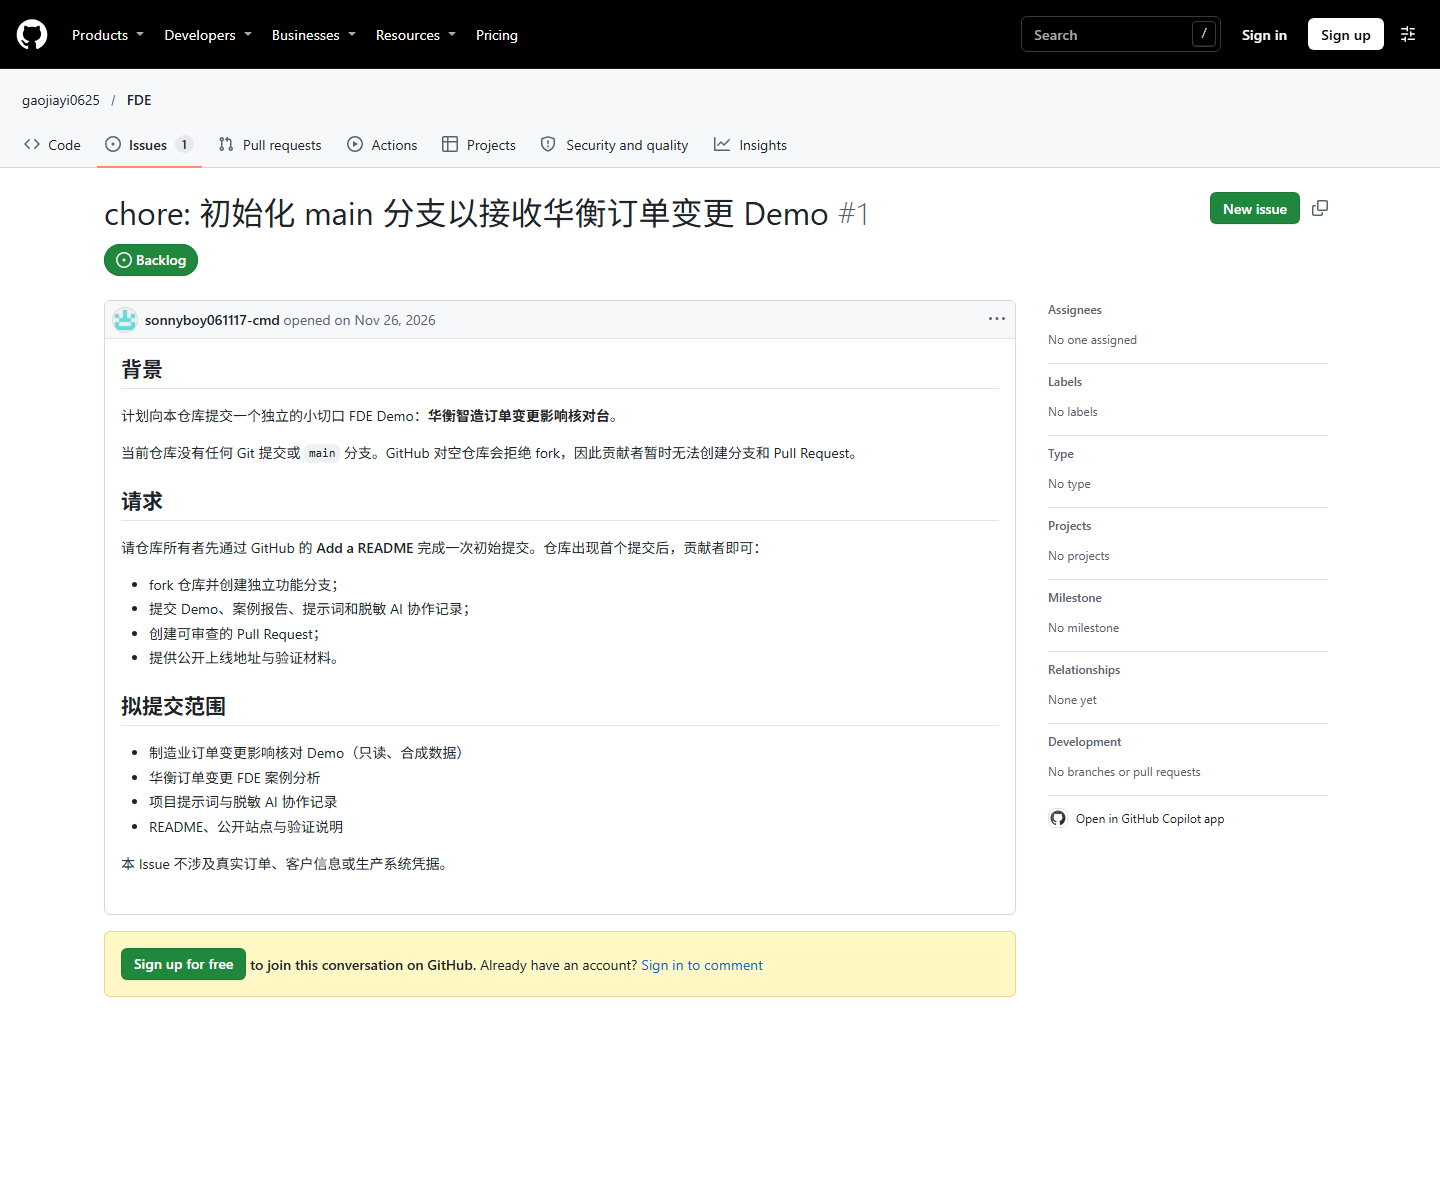 Products Developers Businesses Resources Pricing Search / Sign in Sign up
gaojiayi0625 / FDE
Code Issues 1 Pull requests Actions Projects Security and quality Insights
chore: 初始化 main 分支以接收华衡订单变更 Demo #1
New issue
Backlog
sonnyboy061117-cmd opened on Nov 26, 2026
背景
计划向本仓库提交一个独立的小切口 FDE Demo：华衡智造订单变更影响核对台。
当前仓库没有任何 Git 提交或 main 分支。GitHub 对空仓库会拒绝 fork，因此贡献者暂时无法创建分支和 Pull Request。
请求
请仓库所有者先通过 GitHub 的 Add a README 完成一次初始提交。仓库出现首个提交后，贡献者即可：
fork 仓库并创建独立功能分支；
提交 Demo、案例报告、提示词和脱敏 AI 协作记录；
创建可审查的 Pull Request；
提供公开上线地址与验证材料。
拟提交范围
制造业订单变更影响核对 Demo（只读、合成数据）
华衡订单变更 FDE 案例分析
项目提示词与脱敏 AI 协作记录
README、公开站点与验证说明
本 Issue 不涉及真实订单、客户信息或生产系统凭据。
Sign up for free to join this conversation on GitHub. Already have an account? Sign in to comment
Assignees
No one assigned
Labels
No labels
Type
No type
Projects
No projects
Milestone
No milestone
Relationships
None yet
Development
No branches or pull requests
Open in GitHub Copilot app